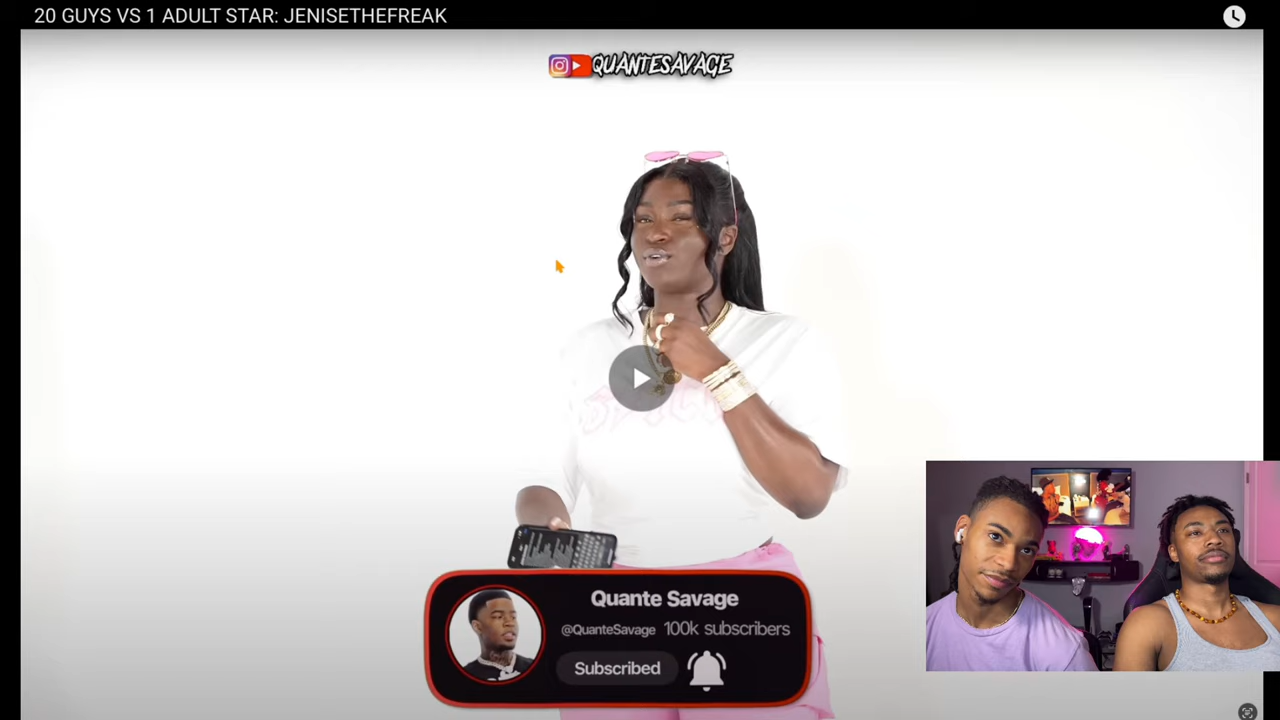 20 GUYS VS 1 ADULT STAR: JENISETHEFREAK
QUANTESAVAGE
Quante Savage
@QuanteSavage 100k subscribers
Subscribed